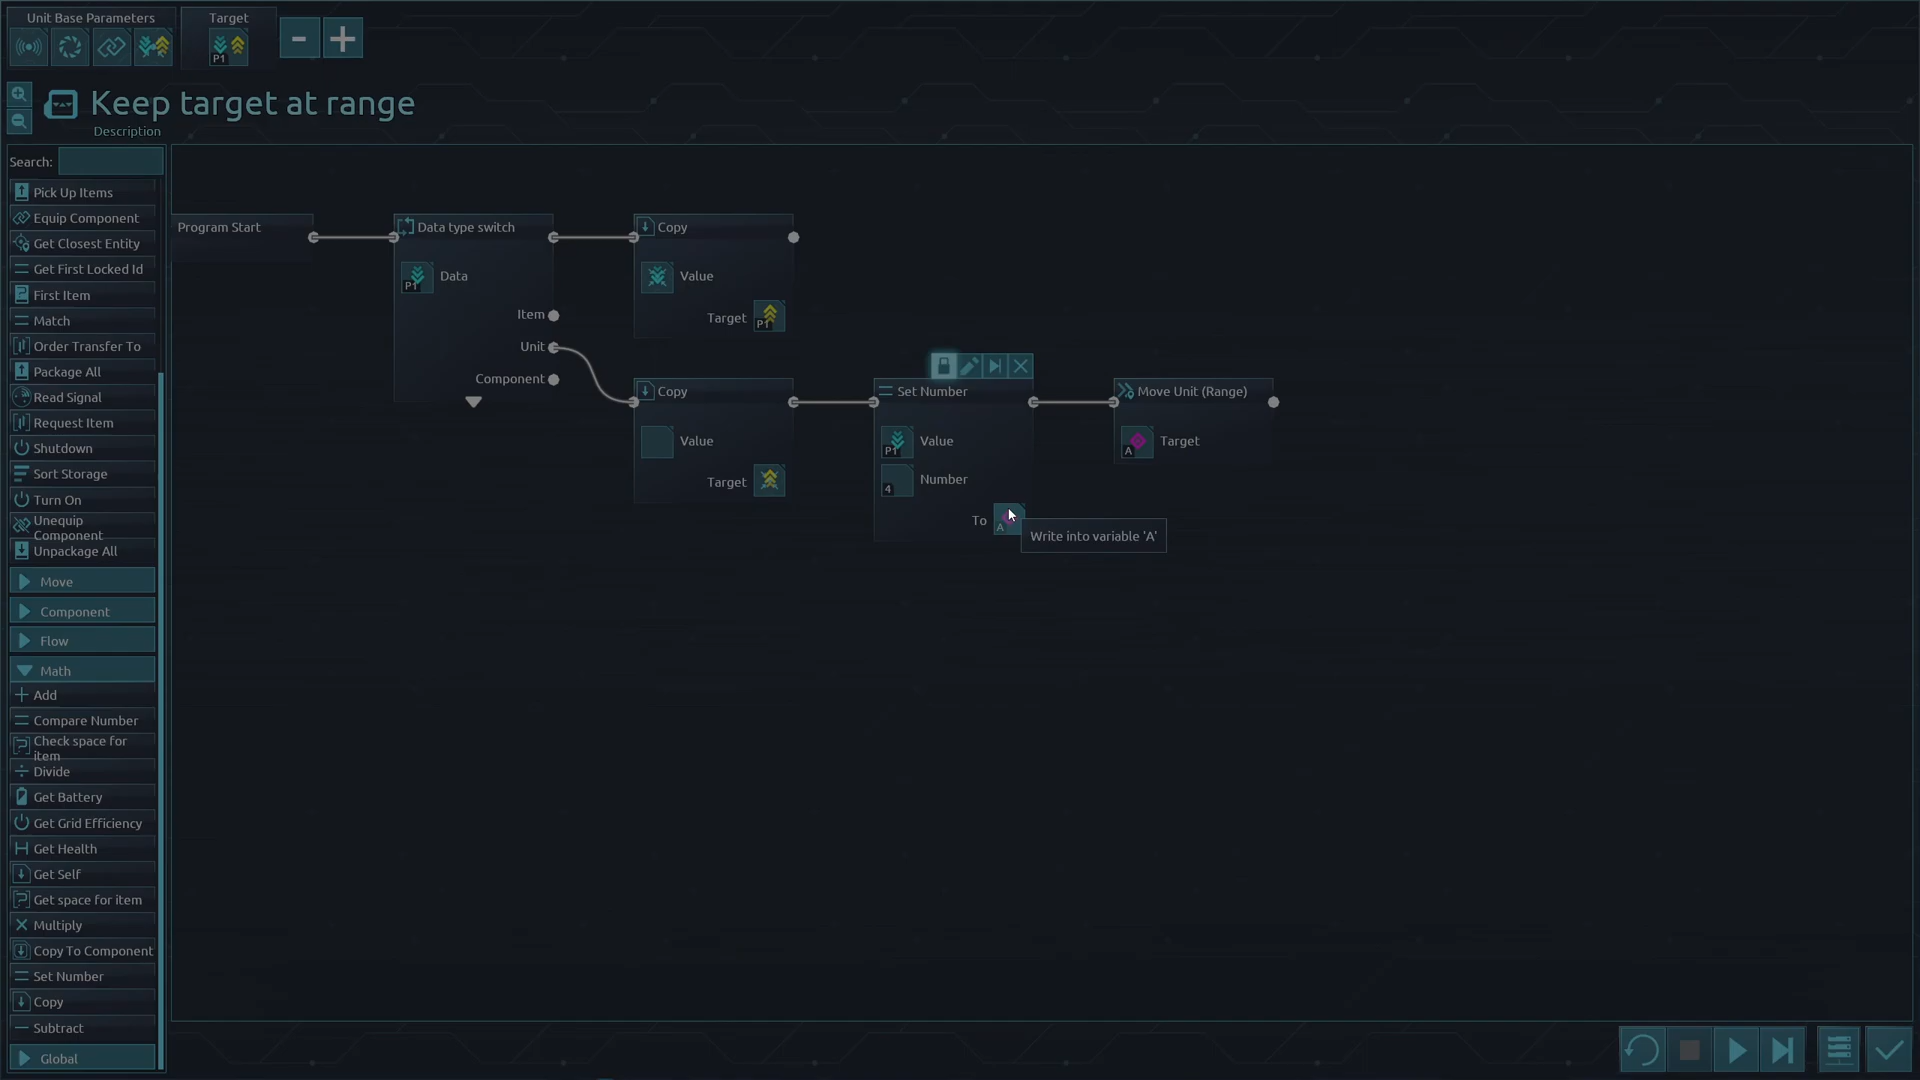 Unit Base Parameters
Target
P1
- +
Keep target at range
Description
Search:
Pick Up Items
Equip Component
Get Closest Entity
Get First Locked Id
First Item
Match
Order Transfer To
Package All
Read Signal
Request Item
Shutdown
Sort Storage
Turn On
Unequip
Component
Unpackage All
Move
Component
Flow
Math
Add
Compare Number
Check space for
item
Divide
Get Battery
Get Grid Efficiency
Get Health
Get Self
Get space for item
Multiply
Copy To Component
Set Number
Copy
Subtract
Global
Program Start
Data type switch
P1 Data
Item
Unit
Component
Copy
Value
Target P1
Copy
Value
Target
Set Number
P1 Value
4 Number
To A
Write into variable 'A'
Move Unit (Range)
A Target